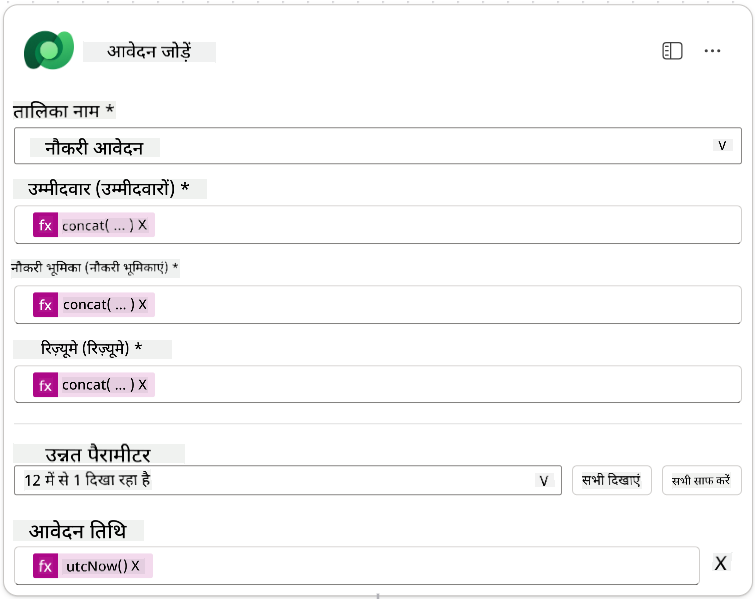 आवेदन जोड़ें
तालिका नाम *
नौकरी आवेदन
उम्मीदवार (उम्मीदवारों) *
fx concat( ... ) X
नौकरी भूमिका (नौकरी भूमिकाएं) *
fx concat( ... ) X
रिज़्यूमे (रिज़्यूमे) *
fx concat( ... ) X
उन्नत पैरामीटर
12 में से 1 दिखा रहा है V सभी दिखाएं सभी साफ करें
आवेदन तिथि
fx utcNow() X X